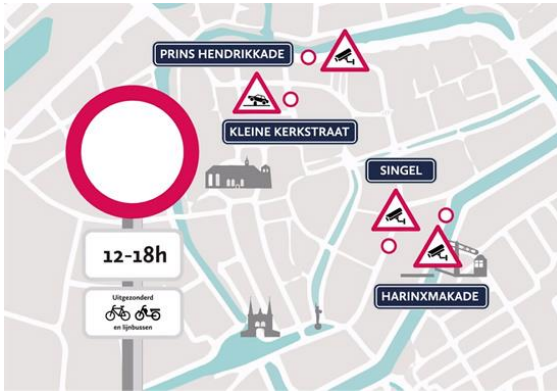 PRINS HENDRIKKADE
KLEINE KERKSTRAAT
SINGEL
HARINXMAKADE
12-18h
Uitgezonderd
en lijnbussen